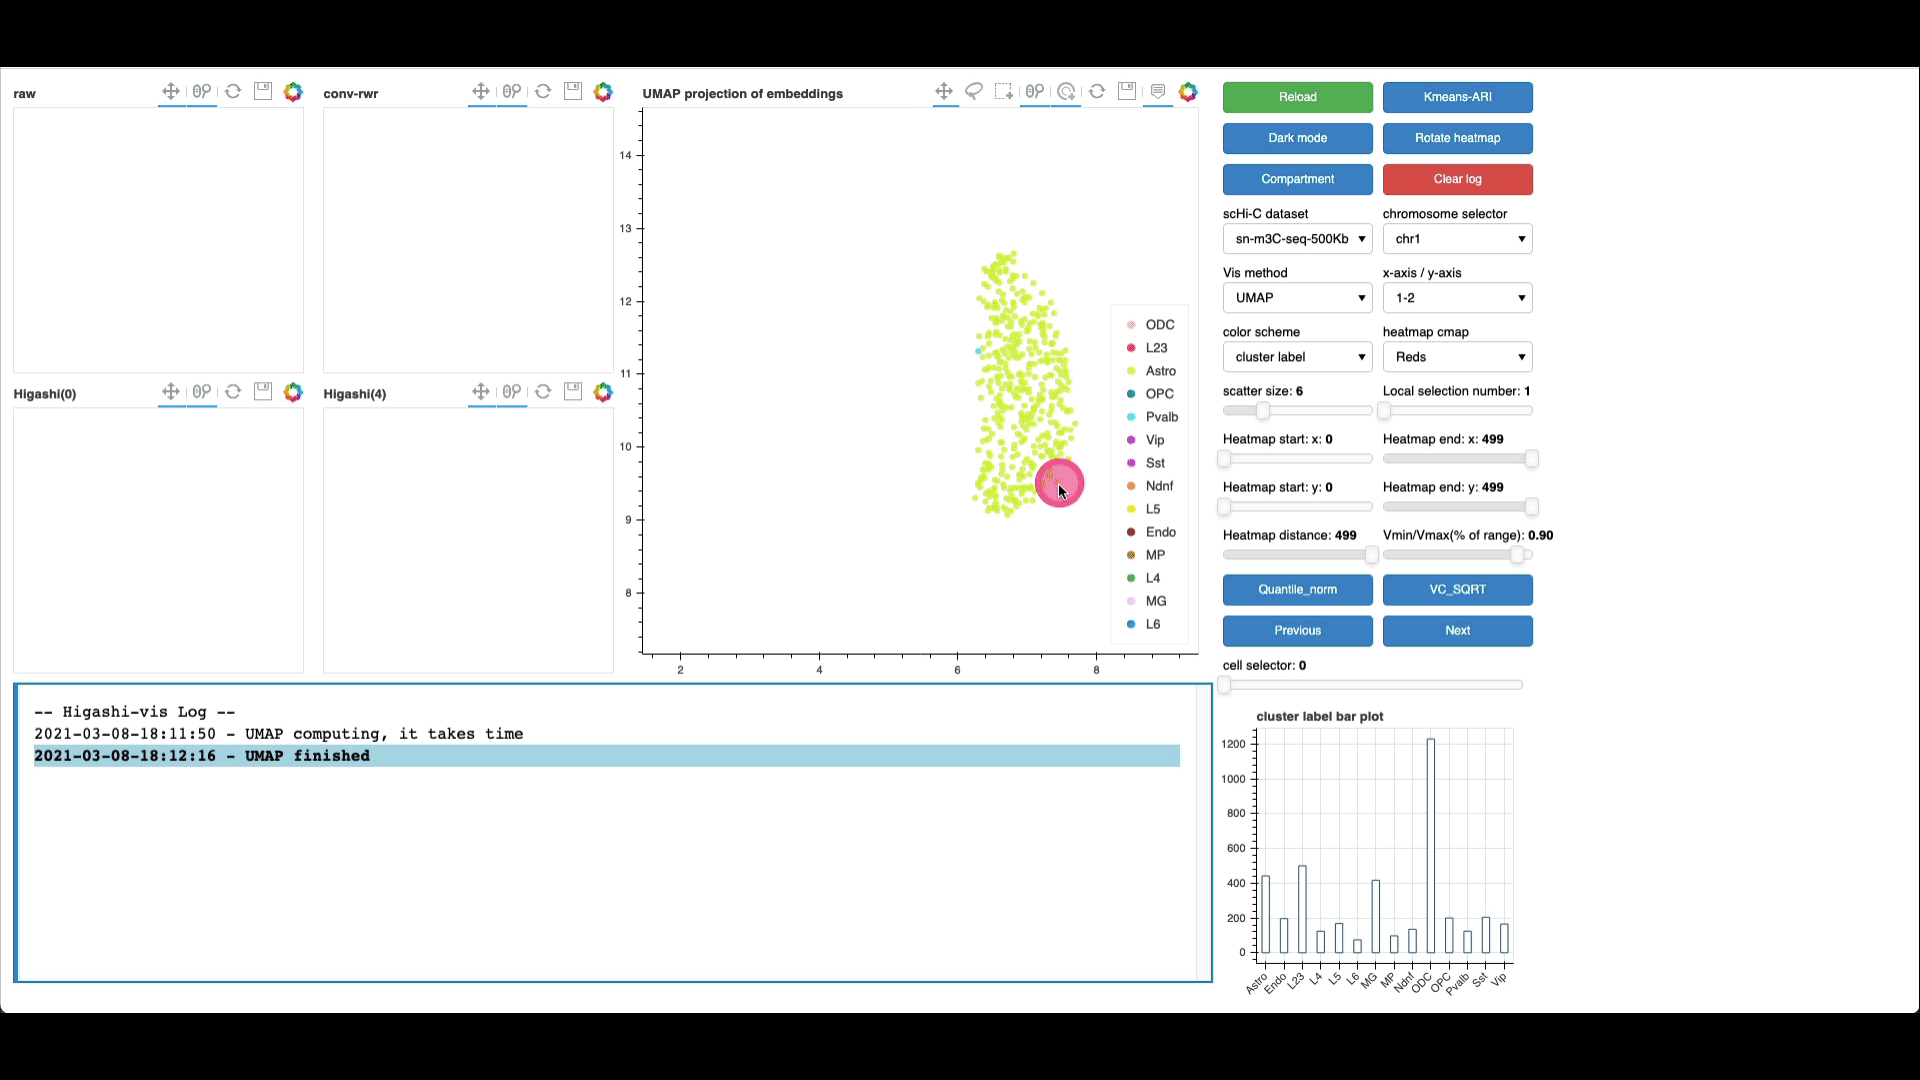 raw
conv-rwr
UMAP projection of embeddings
14
13
12
11
10
9
8
2
4
6
8
ODC
L23
Astro
OPC
Pvalb
Vip
Sst
Ndnf
L5
Endo
MP
L4
MG
L6
Higashi(0)
Higashi(4)
-- Higashi-vis Log --
2021-03-08-18:11:50 - UMAP computing, it takes time
2021-03-08-18:12:16 - UMAP finished
Reload
Kmeans-ARI
Dark mode
Rotate heatmap
Compartment
Clear log
scHi-C dataset
chromosome selector
sn-m3C-seq-500Kb
chr1
Vis method
x-axis / y-axis
UMAP
1-2
color scheme
heatmap cmap
cluster label
Reds
scatter size: 6
Local selection number: 1
Heatmap start: x: 0
Heatmap end: x: 499
Heatmap start: y: 0
Heatmap end: y: 499
Heatmap distance: 499
Vmin/Vmax(% of range): 0.90
Quantile_norm
VC_SQRT
Previous
Next
cell selector: 0
cluster label bar plot
1200
1000
800
600
400
200
0
Astro
Endo
L23
L4
L5
L6
MG
MP
Ndnf
ODC
OPC
Pvalb
Sst
Vip